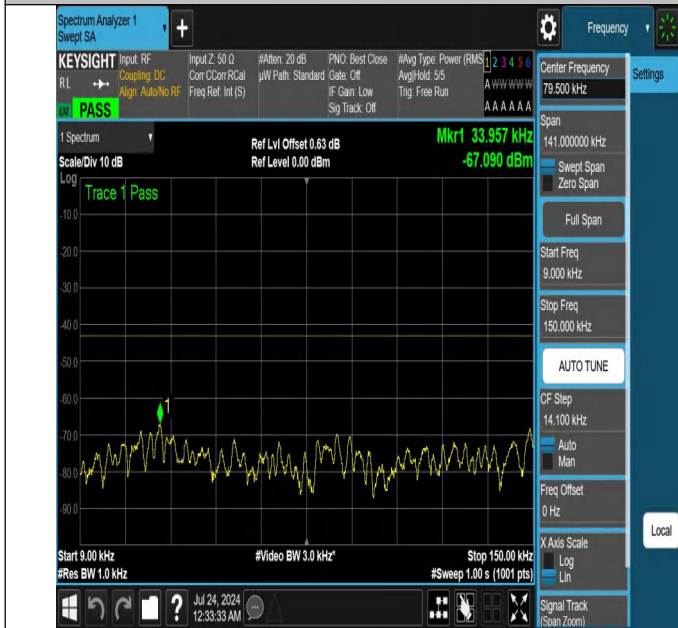 Spectrum Analyzer 1
Swept SA
+
Frequency
KEYSIGHT Input: RF
RL
Coupling: DC
Align: Auto/No RF
Input Z: 50 Ω
Corr CCorr RCal
Freq Ref: Int (S)
#Atten: 20 dB
µW Path: Standard
PNO: Best Close
Gate: Off
IF Gain: Low
Sig Track: Off
#Avg Type: Power (RMS
Avg|Hold: 5/5
Trig: Free Run
1 2 3 4 5 6
A W W W W W
A A A A A A
PASS
1 Spectrum
Scale/Div 10 dB
Ref Lvl Offset 0.63 dB
Ref Level 0.00 dBm
Mkr1 33.957 kHz
-67.090 dBm
Log
Trace 1 Pass
-10.0
-20.0
-30.0
-40.0
-50.0
-60.0
-70.0
-80.0
-90.0
1
Start 9.00 kHz
#Res BW 1.0 kHz
#Video BW 3.0 kHz*
Stop 150.00 kHz
#Sweep 1.00 s (1001 pts)
Jul 24, 2024
12:33:33 AM
?
Center Frequency
79.500 kHz
Settings
Span
141.000000 kHz
Swept Span
Zero Span
Full Span
Start Freq
9.000 kHz
Stop Freq
150.000 kHz
AUTO TUNE
CF Step
14.100 kHz
Auto
Man
Freq Offset
0 Hz
X Axis Scale
Log
Lin
Local
Signal Track
(Span Zoom)